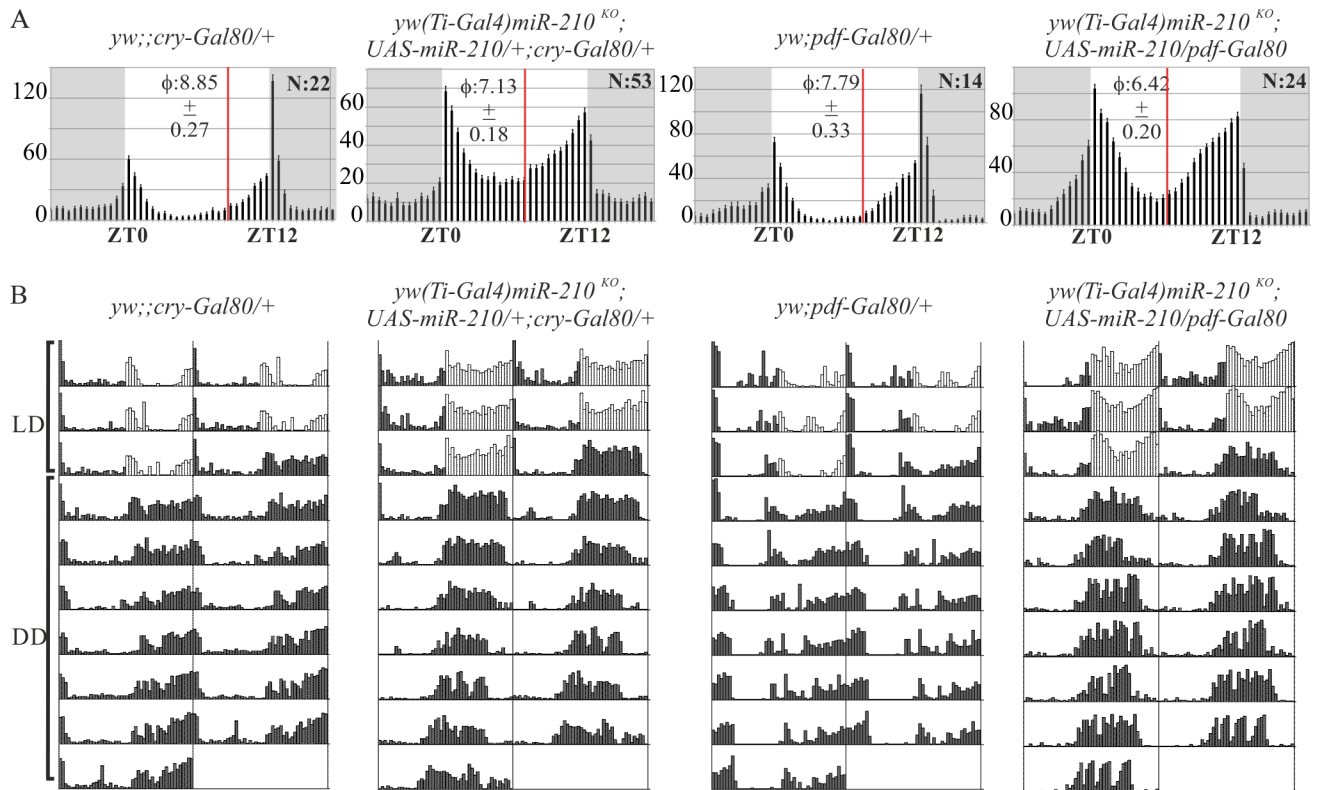 A
yw;;cry-Gal80/+
yw(Ti-Gal4)miR-210 KO;
UAS-miR-210/+;cry-Gal80/+
yw;pdf-Gal80/+
yw(Ti-Gal4)miR-210 KO;
UAS-miR-210/pdf-Gal80
120
60
30
0
ϕ:8.85
±
0.27
N:22
ZT0 ZT12
60
40
20
0
ϕ:7.13
±
0.18
N:53
ZT0 ZT12
120
80
40
0
ϕ:7.79
±
0.33
N:14
ZT0 ZT12
80
40
0
ϕ:6.42
±
0.20
N:24
ZT0 ZT12
B
yw;;cry-Gal80/+
yw(Ti-Gal4)miR-210 KO;
UAS-miR-210/+;cry-Gal80/+
yw;pdf-Gal80/+
yw(Ti-Gal4)miR-210 KO;
UAS-miR-210/pdf-Gal80
LD
DD